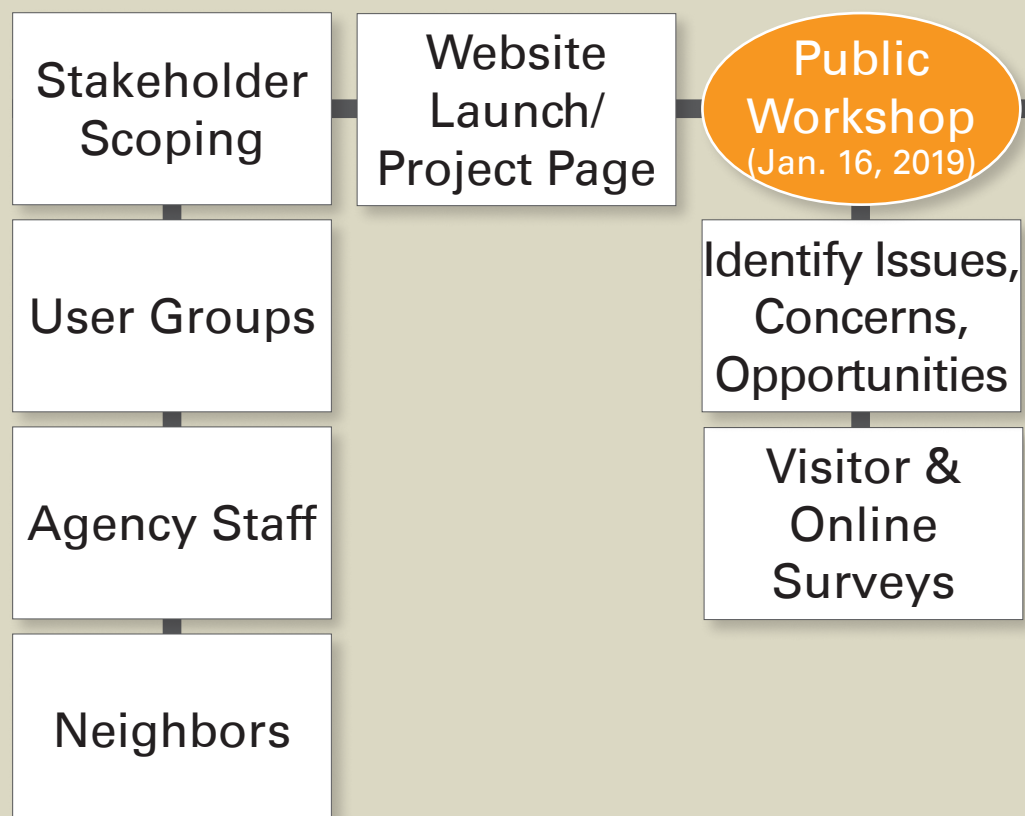 Stakeholder
Scoping
User Groups
Agency Staff
Neighbors
Website
Launch/
Project Page
Public
Workshop
(Jan. 16, 2019)
Identify Issues,
Concerns,
Opportunities
Visitor &
Online
Surveys